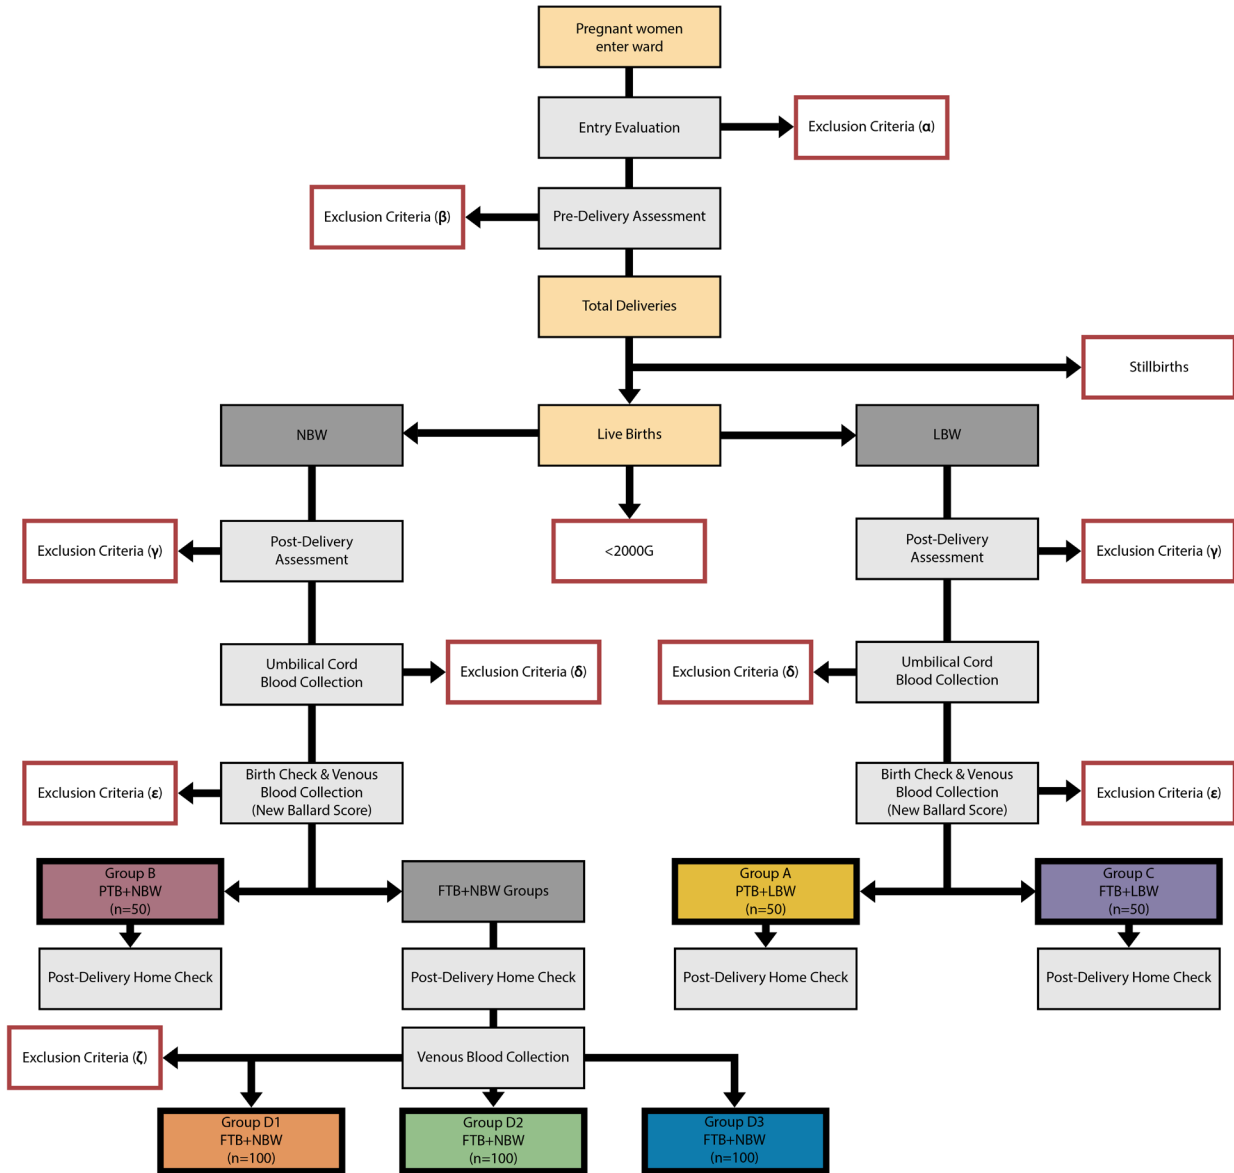 Pregnant women
enter ward
Entry Evaluation
Exclusion Criteria (α)
Exclusion Criteria (β)
Pre-Delivery Assessment
Total Deliveries
Stillbirths
NBW
Live Births
LBW
Exclusion Criteria (γ)
Post-Delivery
Assessment
<2000G
Post-Delivery
Assessment
Exclusion Criteria (γ)
Umbilical Cord
Blood Collection
Exclusion Criteria (δ)
Exclusion Criteria (δ)
Umbilical Cord
Blood Collection
Exclusion Criteria (ε)
Birth Check & Venous
Blood Collection
(New Ballard Score)
Birth Check & Venous
Blood Collection
(New Ballard Score)
Exclusion Criteria (ε)
Group B
PTB+NBW
(n=50)
FTB+NBW Groups
Group A
PTB+LBW
(n=50)
Group C
FTB+LBW
(n=50)
Post-Delivery Home Check
Post-Delivery Home Check
Post-Delivery Home Check
Post-Delivery Home Check
Exclusion Criteria (ζ)
Venous Blood Collection
Group D1
FTB+NBW
(n=100)
Group D2
FTB+NBW
(n=100)
Group D3
FTB+NBW
(n=100)